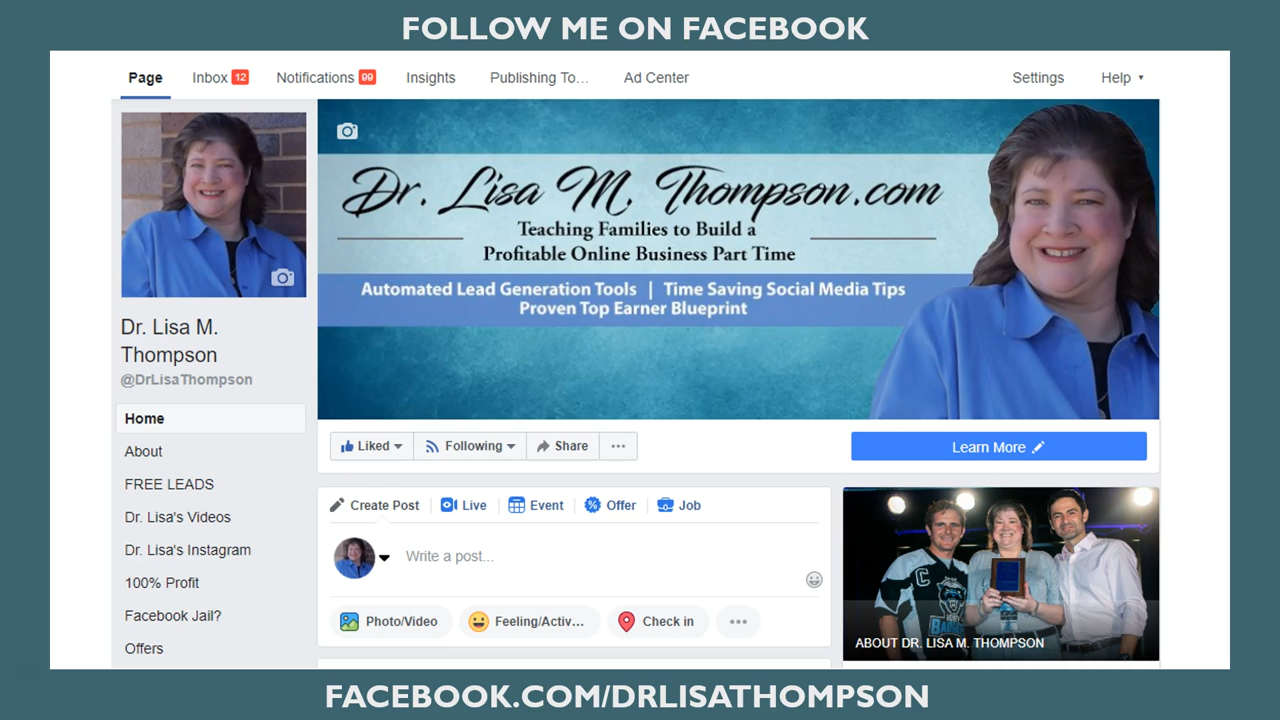 FOLLOW ME ON FACEBOOK
Page Inbox 12 Notifications 99 Insights Publishing To… Ad Center Settings Help
Dr. Lisa M. Thompson.com
Teaching Families to Build a
Profitable Online Business Part Time
Automated Lead Generation Tools | Time Saving Social Media Tips
Proven Top Earner Blueprint
Dr. Lisa M.
Thompson
@DrLisaThompson
Home
About
FREE LEADS
Dr. Lisa's Videos
Dr. Lisa's Instagram
100% Profit
Facebook Jail?
Offers
Liked Following Share ... Learn More
Create Post Live Event Offer Job
Write a post...
Photo/Video Feeling/Activ... Check in ...
C
ABOUT DR. LISA M. THOMPSON
FACEBOOK.COM/DRLISATHOMPSON